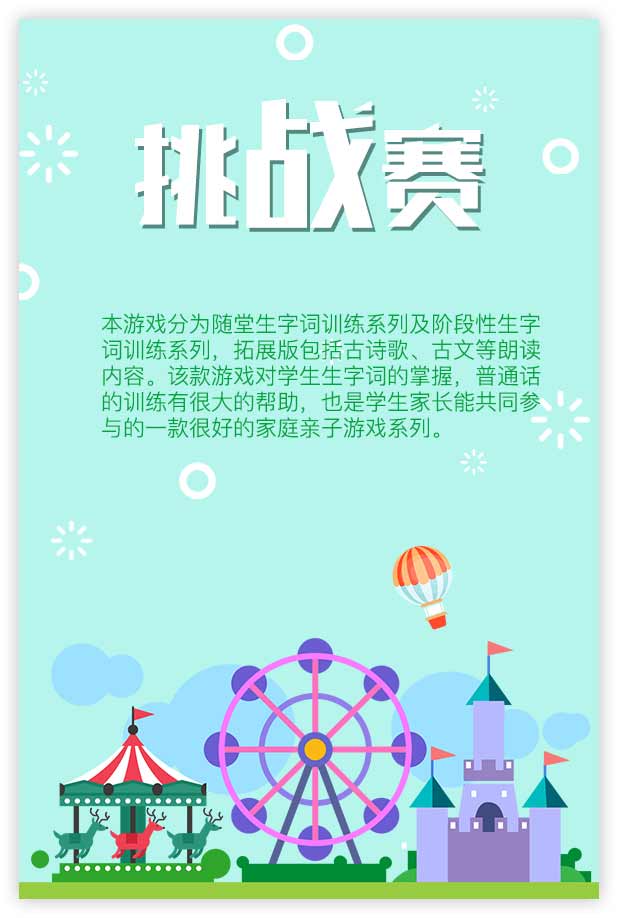 挑战赛
本游戏分为随堂生字词训练系列及阶段性生字
词训练系列，拓展版包括古诗歌、古文等朗读
内容。该款游戏对学生生字词的掌握，普通话
的训练有很大的帮助，也是学生家长能共同参
与的一款很好的家庭亲子游戏系列。